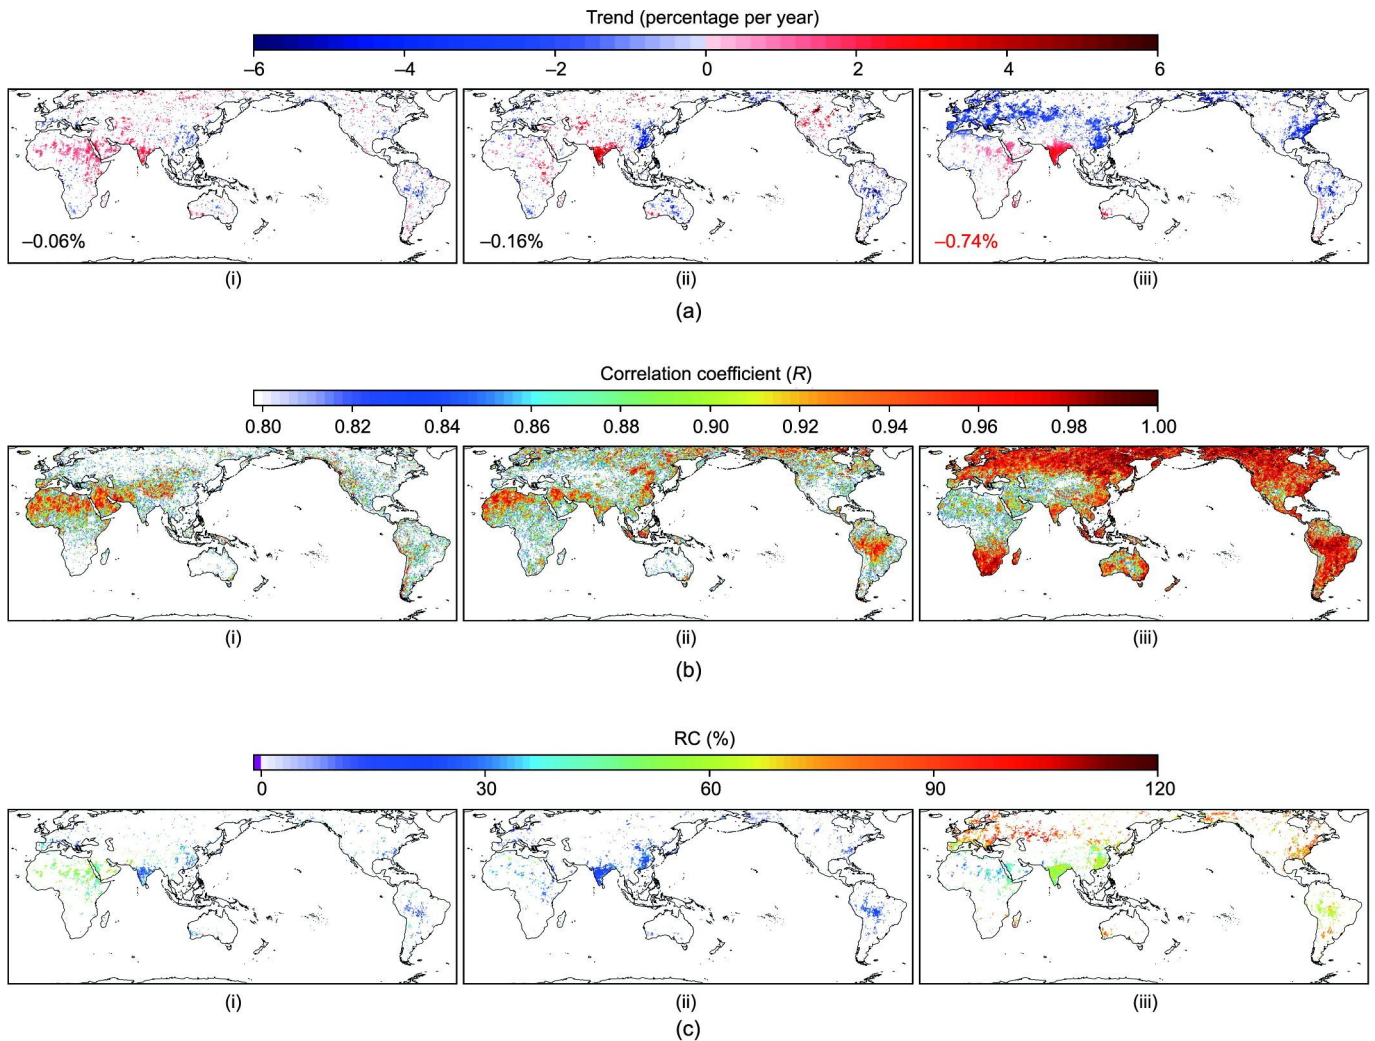 Trend (percentage per year)
–6 –4 –2 0 2 4 6
–0.06% –0.16% –0.74%
(i) (ii) (iii)
(a)
Correlation coefficient (R)
0.80 0.82 0.84 0.86 0.88 0.90 0.92 0.94 0.96 0.98 1.00
(i) (ii) (iii)
(b)
RC (%)
0 30 60 90 120
(i) (ii) (iii)
(c)